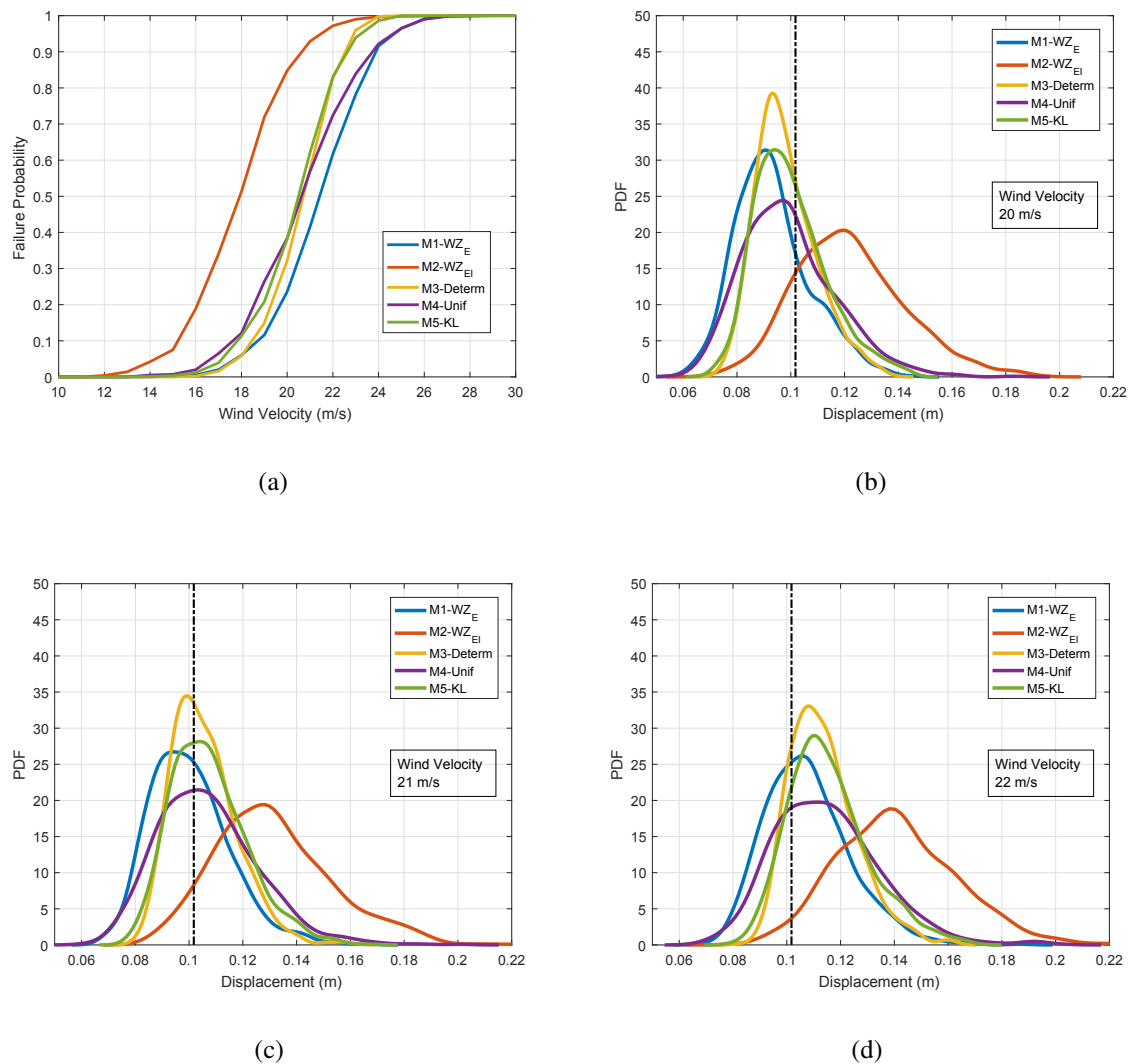 1
0.9
0.8
0.7
0.6
0.5
0.4
0.3
0.2
0.1
0
Failure Probability
10 12 14 16 18 20 22 24 26 28 30
Wind Velocity (m/s)
M1-WZE
M2-WZEI
M3-Determ
M4-Unif
M5-KL
(a)
50
45
40
35
30
25
20
15
10
5
0
PDF
0.06 0.08 0.1 0.12 0.14 0.16 0.18 0.2 0.22
Displacement (m)
M1-WZE
M2-WZEI
M3-Determ
M4-Unif
M5-KL
Wind Velocity
20 m/s
(b)
50
45
40
35
30
25
20
15
10
5
0
PDF
0.06 0.08 0.1 0.12 0.14 0.16 0.18 0.2 0.22
Displacement (m)
M1-WZE
M2-WZEI
M3-Determ
M4-Unif
M5-KL
Wind Velocity
21 m/s
(c)
50
45
40
35
30
25
20
15
10
5
0
PDF
0.06 0.08 0.1 0.12 0.14 0.16 0.18 0.2 0.22
Displacement (m)
M1-WZE
M2-WZEI
M3-Determ
M4-Unif
M5-KL
Wind Velocity
22 m/s
(d)